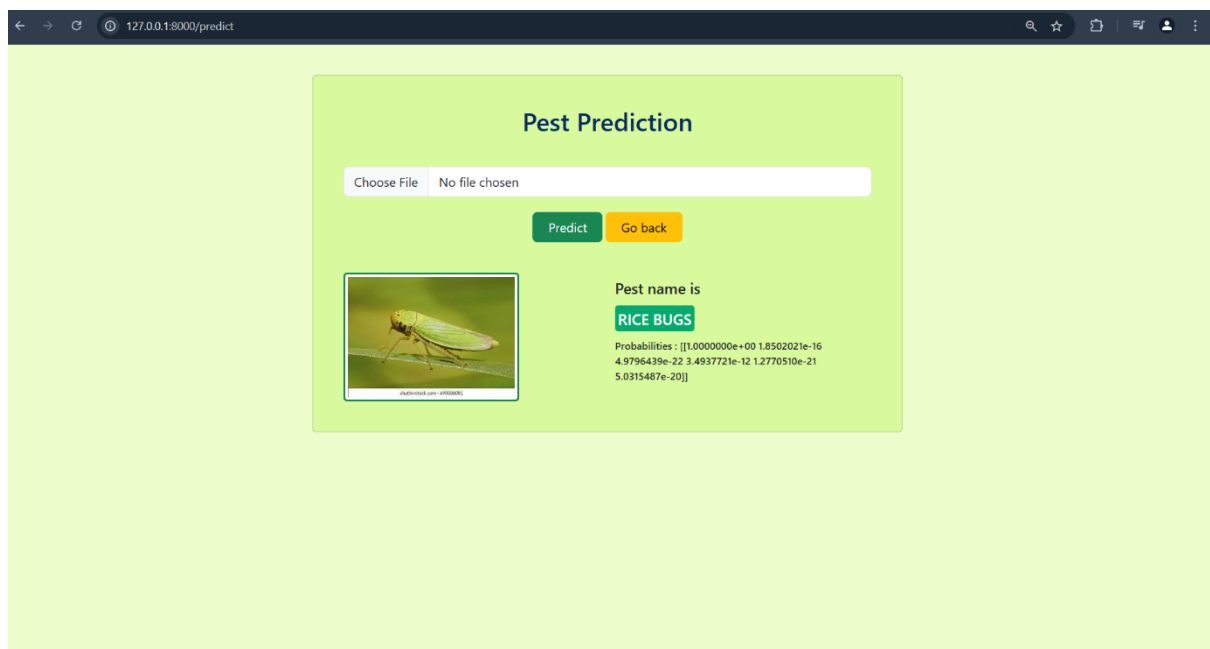 127.0.0.1:8000/predict
Pest Prediction
Choose File No file chosen
Predict Go back
Pest name is
RICE BUGS
Probabilities : [[1.0000000e+00 1.8502021e-16
4.9796439e-22 3.4937721e-12 1.2770510e-21
5.0315487e-20]]